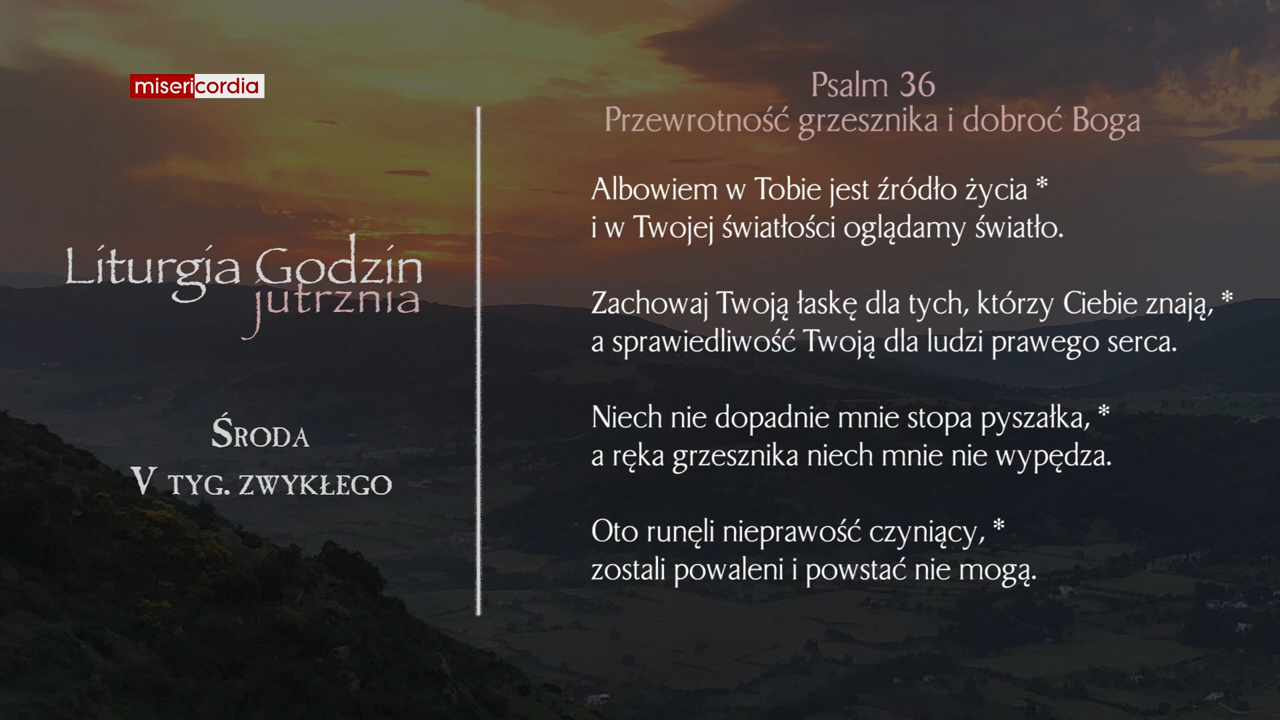 misericordia
Liturgia Godzin
jutrznia
Środa
V tyg. zwykłego
Psalm 36
Przewrotność grzesznika i dobroć Boga
Albowiem w Tobie jest źródło życia *
i w Twojej światłości oglądamy światło.
Zachowaj Twoją łaskę dla tych, którzy Ciebie znają, *
a sprawiedliwość Twoją dla ludzi prawego serca.
Niech nie dopadnie mnie stopa pyszałka, *
a ręka grzesznika niech mnie nie wypędza.
Oto runęli nieprawość czyniący, *
zostali powaleni i powstać nie mogą.